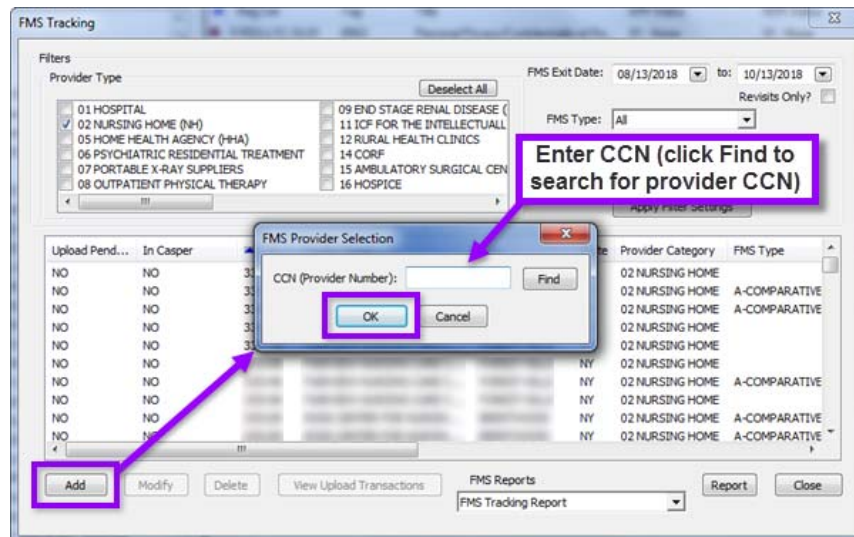 FMS Tracking
Filters
Provider Type
Deselect All
FMS Exit Date: 08/13/2018 to: 10/13/2018
Revisits Only?
01 HOSPITAL
02 NURSING HOME (NH)
05 HOME HEALTH AGENCY (HHA)
06 PSYCHIATRIC RESIDENTIAL TREATMENT
07 PORTABLE X-RAY SUPPLIERS
08 OUTPATIENT PHYSICAL THERAPY
09 END STAGE RENAL DISEASE (
11 ICF FOR THE INTELLECTUALL
12 RURAL HEALTH CLINICS
14 CORF
15 AMBULATORY SURGICAL CEN
16 HOSPICE
FMS Type: All
Enter CCN (click Find to
search for provider CCN)
Apply Filter Settings
Upload Pend... In Casper Provider Category FMS Type
NO NO 02 NURSING HOME
NO NO 02 NURSING HOME A-COMPARATIVE
NO NO 02 NURSING HOME A-COMPARATIVE
NO NO 02 NURSING HOME
NO NO 02 NURSING HOME
NO NO NY 02 NURSING HOME A-COMPARATIVE
NO NO NY 02 NURSING HOME
NO NO NY 02 NURSING HOME A-COMPARATIVE
NO NO NY 02 NURSING HOME A-COMPARATIVE
FMS Provider Selection
CCN (Provider Number): Find
OK Cancel
Add Modify Delete View Upload Transactions
FMS Reports
FMS Tracking Report
Report Close